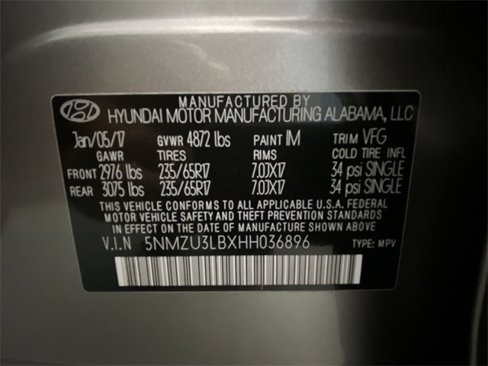 MANUFACTURED BY
HYUNDAI MOTOR MANUFACTURING ALABAMA, LLC
Jan/05/17 GVWR 4872 lbs PAINT IM TRIM VFG
GAWR TIRES RIMS COLD TIRE INFL
FRONT 2976 lbs 235/65R17 7.0JX17 34 psi SINGLE
REAR 3075 lbs 235/65R17 7.0JX17 34 psi SINGLE
THIS VEHICLE CONFORMS TO ALL APPLICABLE U.S.A. FEDERAL
MOTOR VEHICLE SAFETY AND THEFT PREVENTION STANDARDS
IN EFFECT ON THE DATE OF MANUFACTURE SHOWN ABOVE.
V.I.N 5NMZU3LBXHH036896 TYPE: MPV